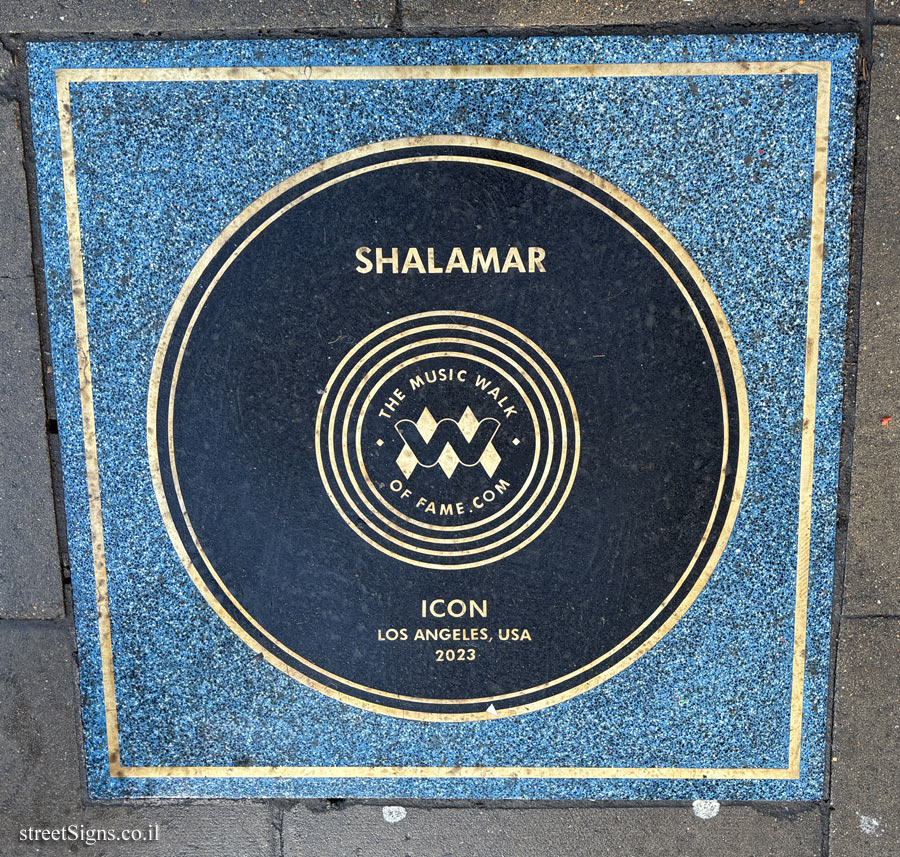 SHALAMAR
THE MUSIC WALK
OF FAME.COM
ICON
LOS ANGELES, USA
2023
streetSigns.co.il